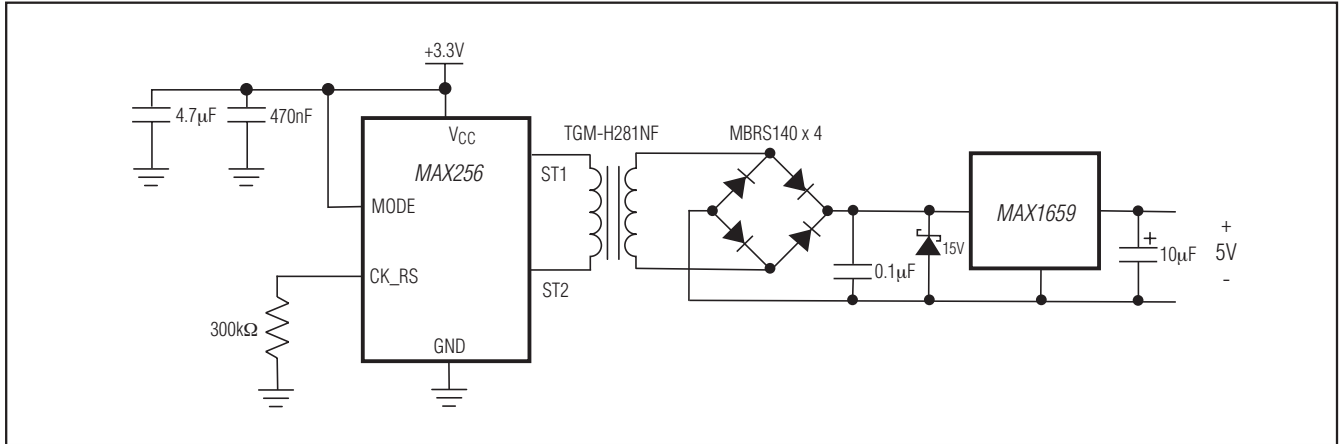 +3.3V
4.7μF
470nF
VCC
MAX256
MODE
CK_RS
GND
300kΩ
ST1
ST2
TGM-H281NF
MBRS140 x 4
0.1μF
15V
MAX1659
+
10μF
+
5V
-